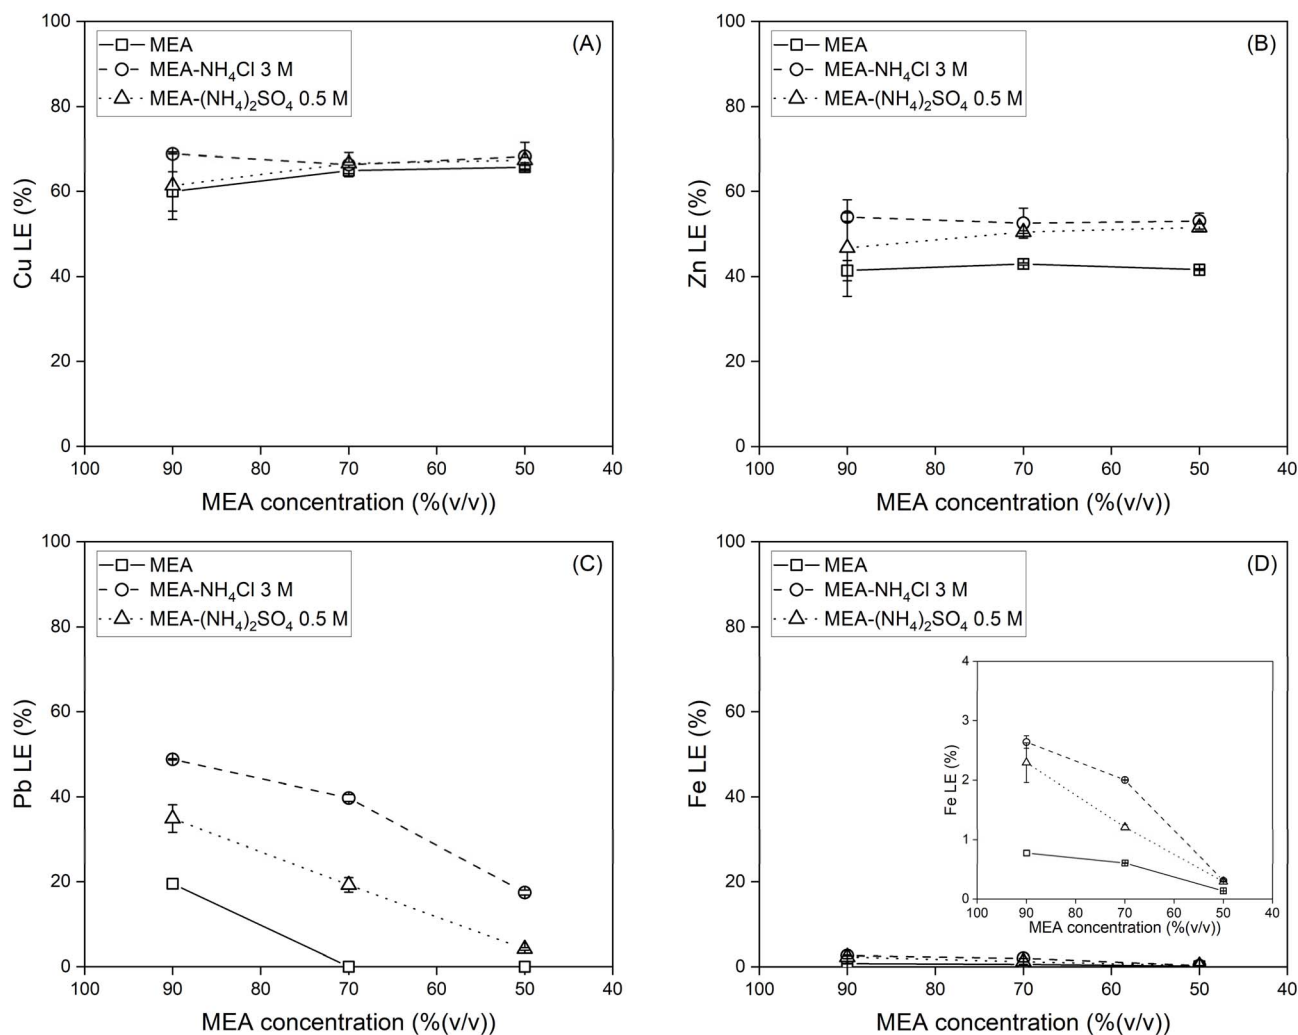 (A)
MEA
MEA-NH₄Cl 3 M
MEA-(NH₄)₂SO₄ 0.5 M
Cu LE (%)
100
80
60
40
20
0
100 90 80 70 60 50 40
MEA concentration (%(v/v))
(B)
MEA
MEA-NH₄Cl 3 M
MEA-(NH₄)₂SO₄ 0.5 M
Zn LE (%)
100
80
60
40
20
0
100 90 80 70 60 50 40
MEA concentration (%(v/v))
(C)
MEA
MEA-NH₄Cl 3 M
MEA-(NH₄)₂SO₄ 0.5 M
Pb LE (%)
100
80
60
40
20
0
100 90 80 70 60 50 40
MEA concentration (%(v/v))
(D)
MEA
MEA-NH₄Cl 3 M
MEA-(NH₄)₂SO₄ 0.5 M
Fe LE (%)
100
80
60
40
20
0
100 90 80 70 60 50 40
MEA concentration (%(v/v))
Fe LE (%)
4
3
2
1
0
100 90 80 70 60 50 40
MEA concentration (%(v/v))